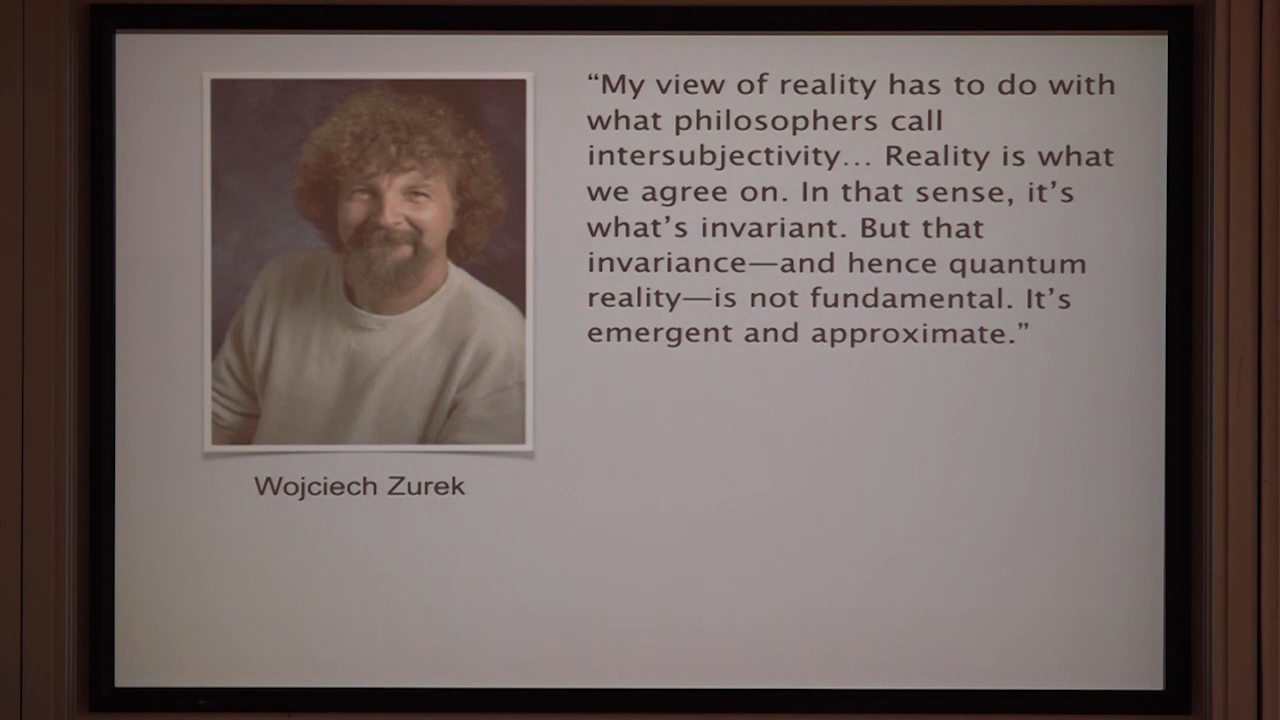 “My view of reality has to do with
what philosophers call
intersubjectivity… Reality is what
we agree on. In that sense, it’s
what’s invariant. But that
invariance—and hence quantum
reality—is not fundamental. It’s
emergent and approximate.”
Wojciech Zurek